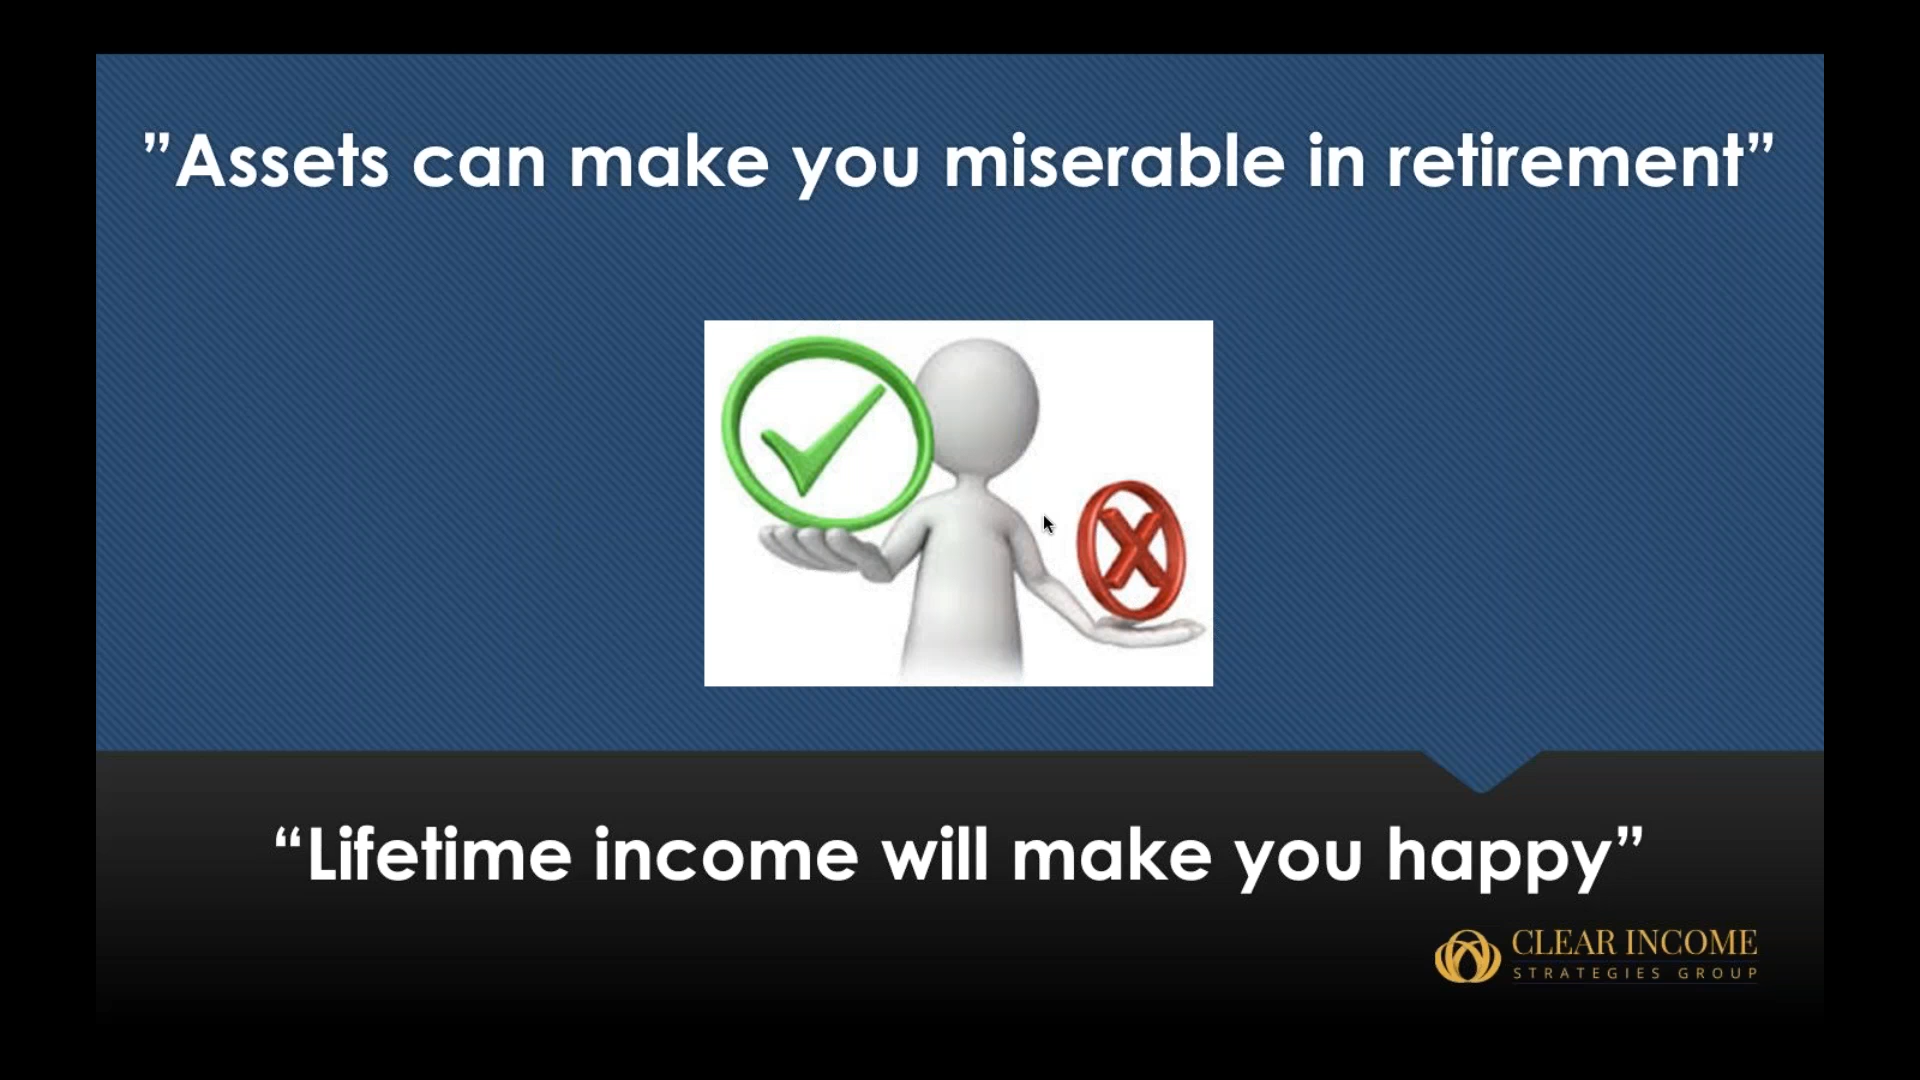 ”Assets can make you miserable in retirement”
“Lifetime income will make you happy”
CLEAR INCOME
STRATEGIES GROUP